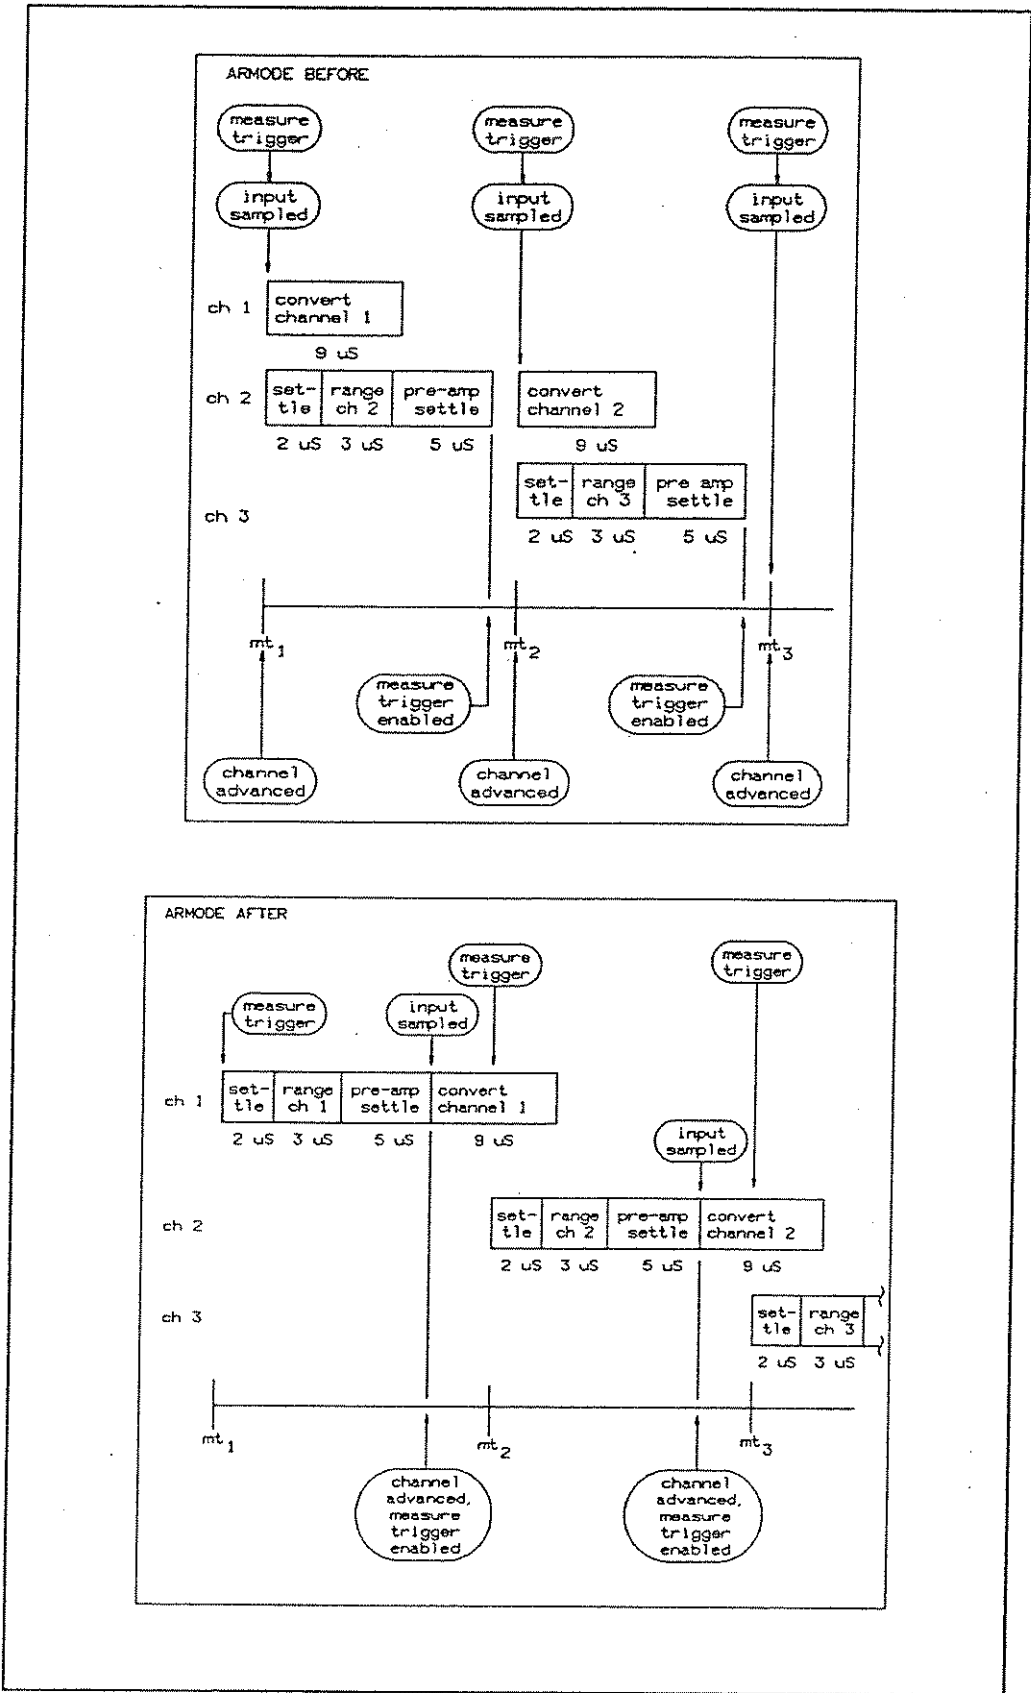 ARMODE BEFORE
measure
trigger
measure
trigger
measure
trigger
input
sampled
input
sampled
input
sampled
ch 1
convert
channel 1
9 uS
ch 2
set-
tle
range
ch 2
pre-amp
settle
convert
channel 2
2 uS
3 uS
5 uS
9 uS
ch 3
set-
tle
range
ch 3
pre amp
settle
2 uS
3 uS
5 uS
mt1
mt2
mt3
measure
trigger
enabled
measure
trigger
enabled
channel
advanced
channel
advanced
channel
advanced
ARMODE AFTER
measure
trigger
measure
trigger
measure
trigger
input
sampled
ch 1
set-
tle
range
ch 1
pre-amp
settle
convert
channel 1
2 uS
3 uS
5 uS
9 uS
input
sampled
ch 2
set-
tle
range
ch 2
pre-amp
settle
convert
channel 2
2 uS
3 uS
5 uS
9 uS
ch 3
set-
tle
range
ch 3
2 uS
3 uS
mt1
mt2
mt3
channel
advanced,
measure
trigger
enabled
channel
advanced,
measure
trigger
enabled